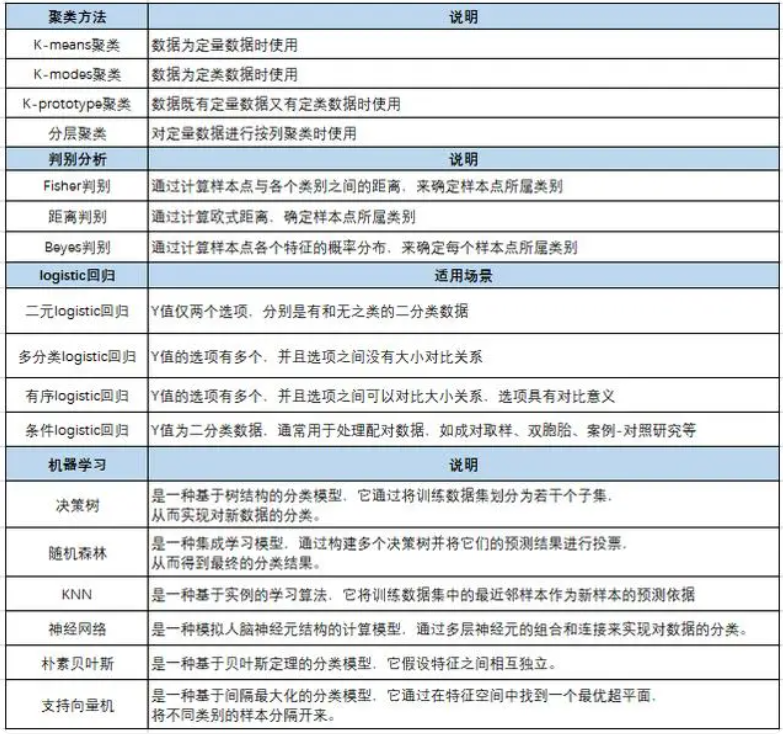 聚类方法 说明
K-means聚类 数据为定量数据时使用
K-modes聚类 数据为定类数据时使用
K-prototype聚类 数据既有定量数据又有定类数据时使用
分层聚类 对定量数据进行按列聚类时使用
判别分析 说明
Fisher判别 通过计算样本点与各个类别之间的距离，来确定样本点所属类别
距离判别 通过计算欧式距离，确定样本点所属类别
Beyes判别 通过计算样本点各个特征的概率分布，来确定每个样本点所属类别
logistic回归 适用场景
二元logistic回归 Y值仅两个选项，分别是有和无之类的二分类数据
多分类logistic回归 Y值的选项有多个，并且选项之间没有大小对比关系
有序logistic回归 Y值的选项有多个，并且选项之间可以对比大小关系，选项具有对比意义
条件logistic回归 Y值为二分类数据，通常用于处理配对数据，如成对取样、双胞胎、案例-对照研究等
机器学习 说明
决策树 是一种基于树结构的分类模型，它通过将训练数据集划分为若干个子集，
从而实现对新数据的分类。
随机森林 是一种集成学习模型，通过构建多个决策树并将它们的预测结果进行投票，
从而得到最终的分类结果。
KNN 是一种基于实例的学习算法，它将训练数据集中的最近邻样本作为新样本的预测依据
神经网络 是一种模拟人脑神经元结构的计算模型，通过多层神经元的组合和连接来实现对数据的分类。
朴素贝叶斯 是一种基于贝叶斯定理的分类模型，它假设特征之间相互独立。
支持向量机 是一种基于间隔最大化的分类模型，它通过在特征空间中找到一个最优超平面，
将不同类别的样本分隔开来。